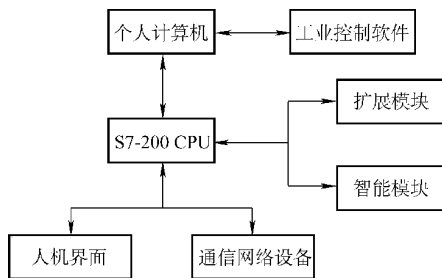 个人计算机
工业控制软件
扩展模块
S7-200 CPU
智能模块
人机界面
通信网络设备